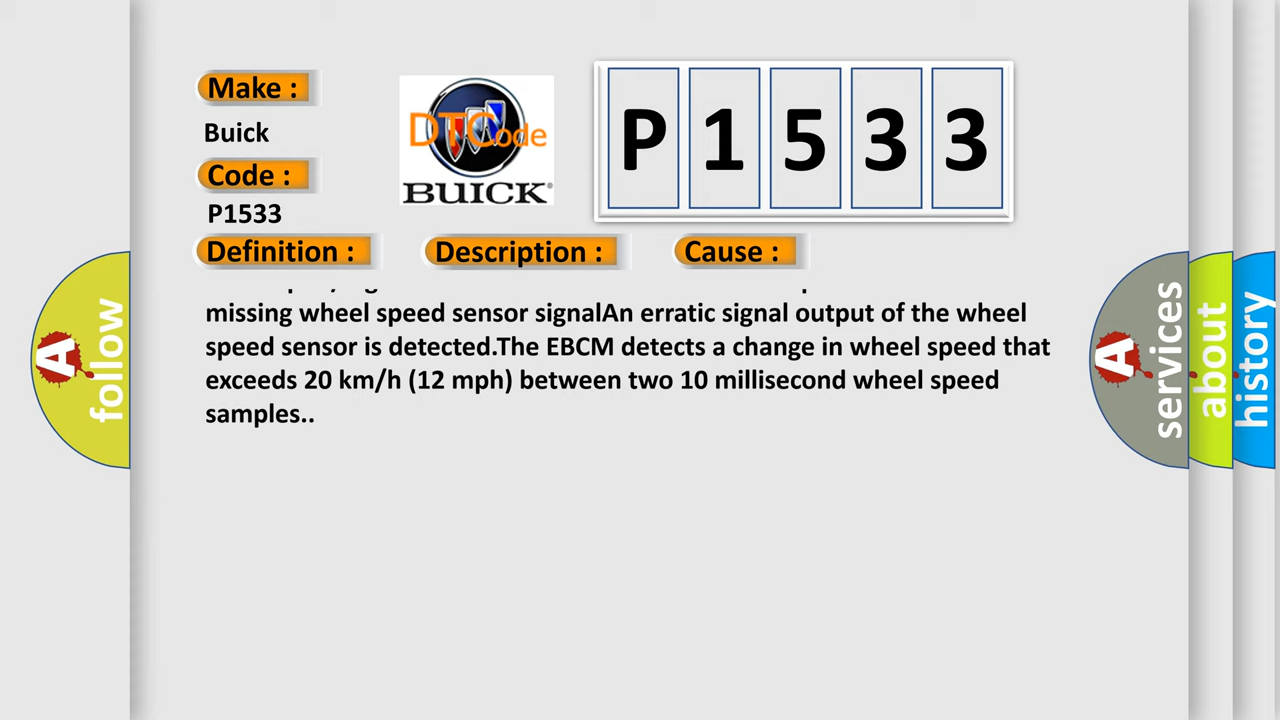 Make :
Buick
Code :
P1533
DTCode
BUICK
P 1 5 3 3
Definition :
Description :
Cause :
missing wheel speed sensor signalAn erratic signal output of the wheel
speed sensor is detectedThe EBCM detects a change in wheel speed that
exceeds 20 km/h (12 mph) between two 10 millisecond wheel speed
samples..
A follow
A services
about
history